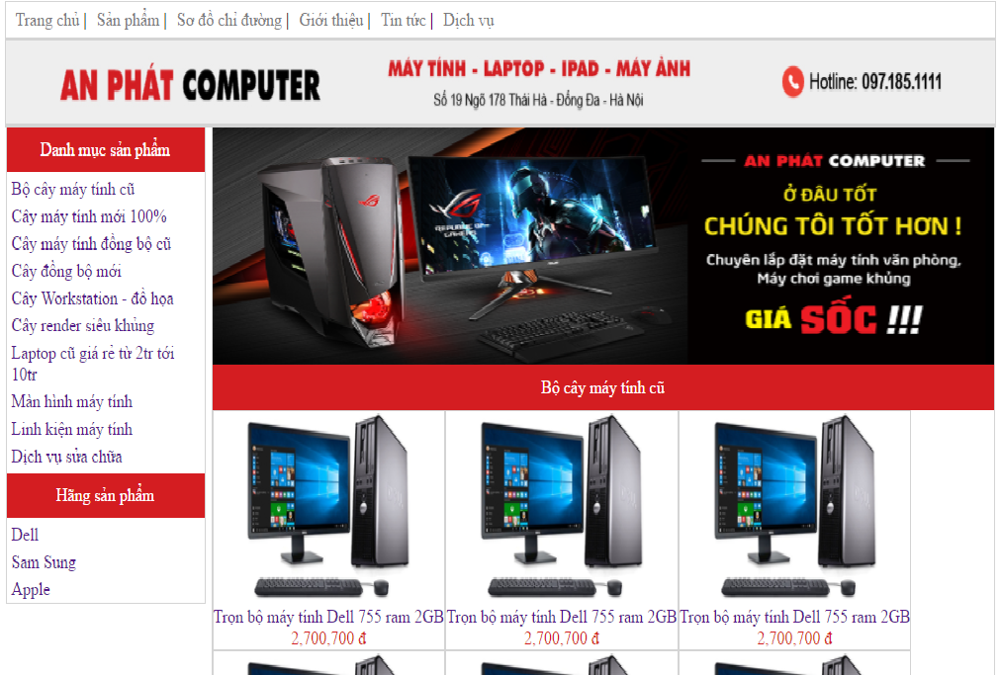 Trang chủ | Sản phẩm | Sơ đồ chỉ đường | Giới thiệu | Tin tức | Dịch vụ
AN PHÁT COMPUTER
MÁY TÍNH - LAPTOP - IPAD - MÁY ẢNH
Số 19 Ngõ 178 Thái Hà - Đống Đa - Hà Nội
Hotline: 097.185.1111
Danh mục sản phẩm
Bộ cây máy tính cũ
Cây máy tính mới 100%
Cây máy tính đồng bộ cũ
Cây đồng bộ mới
Cây Workstation - đồ họa
Cây render siêu khủng
Laptop cũ giá rẻ từ 2tr tới
10tr
Màn hình máy tính
Linh kiện máy tính
Dịch vụ sửa chữa
Hãng sản phẩm
Dell
Sam Sung
Apple
REPUBLIC OF
GAMERS
AN PHÁT COMPUTER
Ở ĐÂU TỐT
CHÚNG TÔI TỐT HƠN !
Chuyên lắp đặt máy tính văn phòng,
Máy chơi game khủng
GIÁ SỐC !!!
Bộ cây máy tính cũ
Trọn bộ máy tính Dell 755 ram 2GB
2,700,700 đ
Trọn bộ máy tính Dell 755 ram 2GB
2,700,700 đ
Trọn bộ máy tính Dell 755 ram 2GB
2,700,700 đ